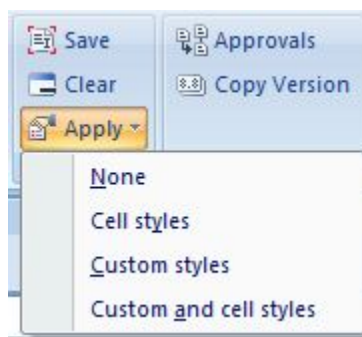 Save
Approvals
Clear
Copy Version
Apply
None
Cell styles
Custom styles
Custom and cell styles